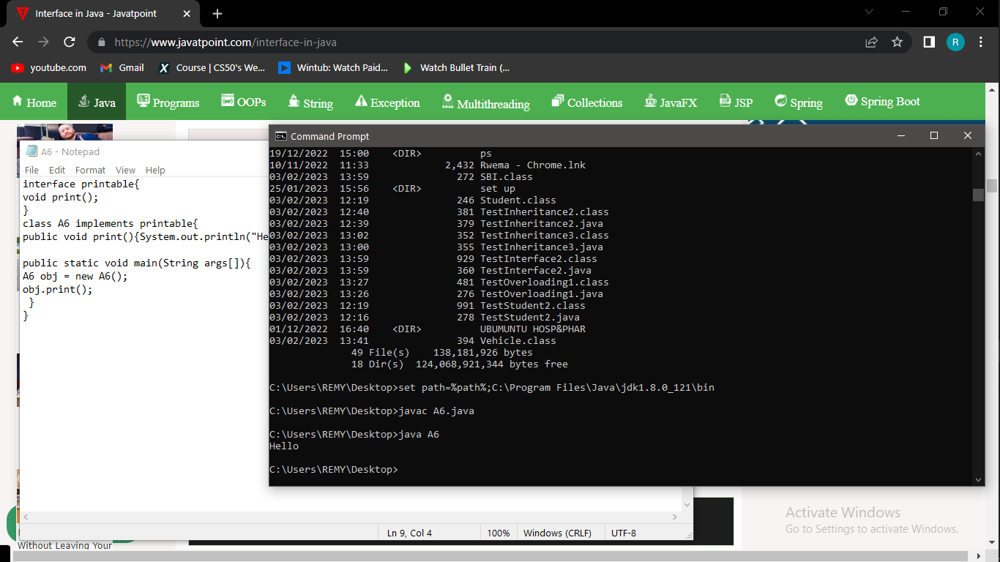 Interface in Java - Javatpoint
https://www.javatpoint.com/interface-in-java
R
youtube.com Gmail Course | CS50's We... Wintub: Watch Paid... Watch Bullet Train (...
Home Java Programs OOPs String Exception Multithreading Collections JavaFX JSP Spring Spring Boot
A6 - Notepad
File Edit Format View Help
interface printable{
void print();
}
class A6 implements printable{
public void print(){System.out.println("He
public static void main(String args[]){
A6 obj = new A6();
obj.print();
 }
}
Ln 9, Col 4 100% Windows (CRLF) UTF-8
Command Prompt
19/12/2022  15:00    <DIR>          ps
10/11/2022  11:33             2,432 Rwema - Chrome.lnk
03/02/2023  13:59               272 SBI.class
25/01/2023  15:56    <DIR>          set up
03/02/2023  12:19               246 Student.class
03/02/2023  12:40               381 TestInheritance2.class
03/02/2023  12:39               379 TestInheritance2.java
03/02/2023  13:02               352 TestInheritance3.class
03/02/2023  13:00               355 TestInheritance3.java
03/02/2023  13:59               929 TestInterface2.class
03/02/2023  13:59               360 TestInterface2.java
03/02/2023  13:27               481 TestOverloading1.class
03/02/2023  13:26               276 TestOverloading1.java
03/02/2023  12:19               991 TestStudent2.class
03/02/2023  12:16               278 TestStudent2.java
01/12/2022  16:40    <DIR>          UBUMUNTU HOSP&PHAR
03/02/2023  13:41               394 Vehicle.class
              49 File(s)    138,181,926 bytes
              18 Dir(s)  124,068,921,344 bytes free
C:\Users\REMY\Desktop>set path=%path%;C:\Program Files\Java\jdk1.8.0_121\bin
C:\Users\REMY\Desktop>javac A6.java
C:\Users\REMY\Desktop>java A6
Hello
C:\Users\REMY\Desktop>
Activate Windows
Go to Settings to activate Windows.
Without Leaving Your